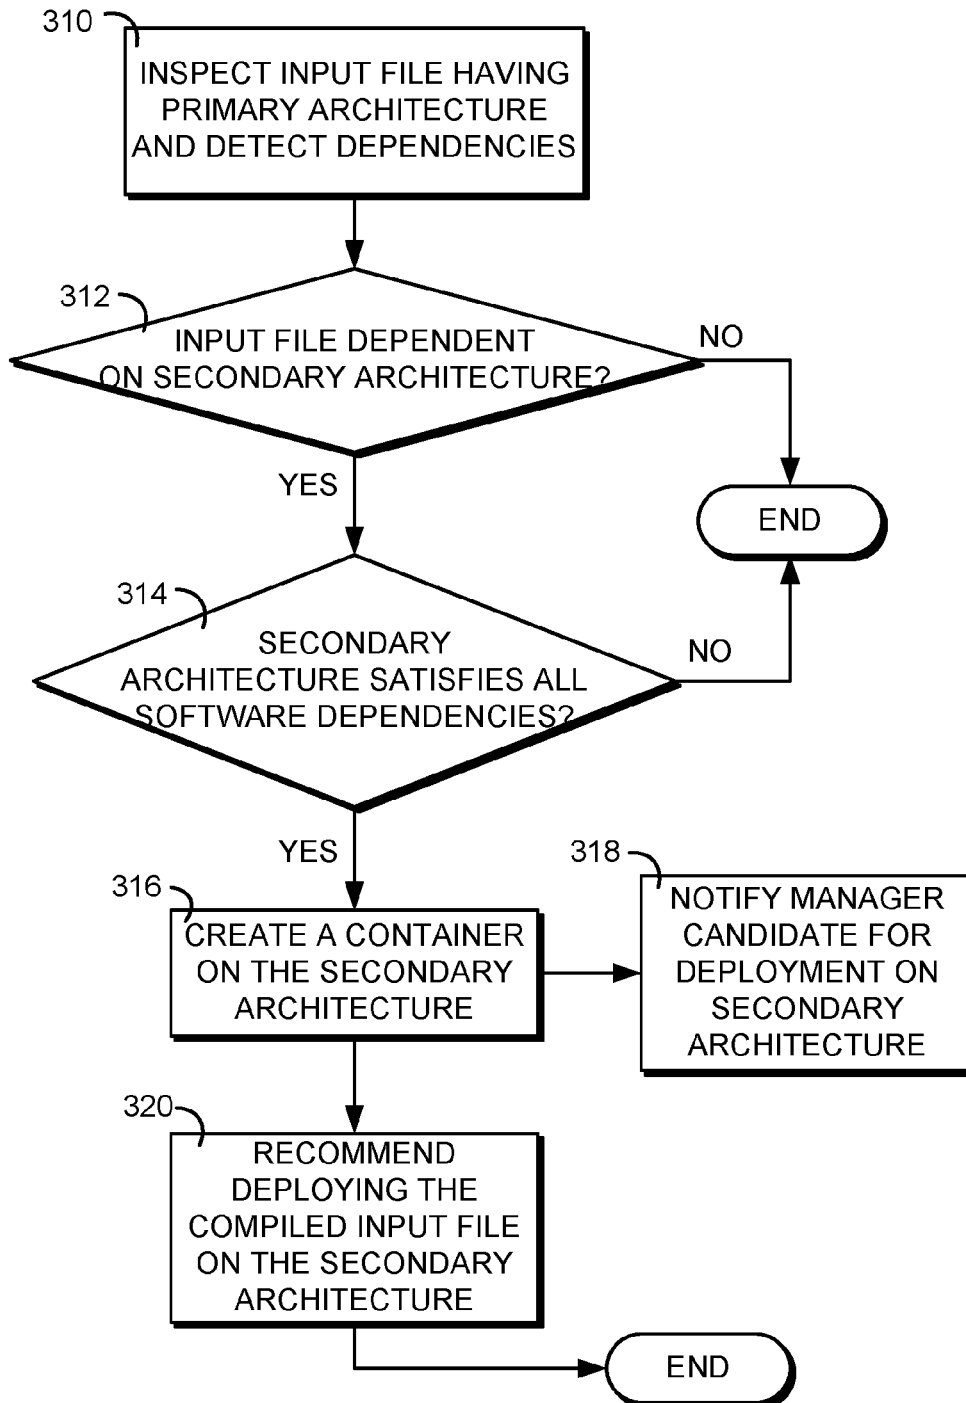 310
INSPECT INPUT FILE HAVING
PRIMARY ARCHITECTURE
AND DETECT DEPENDENCIES
312
INPUT FILE DEPENDENT
ON SECONDARY ARCHITECTURE?
NO
YES
END
314
SECONDARY
ARCHITECTURE SATISFIES ALL
SOFTWARE DEPENDENCIES?
NO
YES
316
CREATE A CONTAINER
ON THE SECONDARY
ARCHITECTURE
318
NOTIFY MANAGER
CANDIDATE FOR
DEPLOYMENT ON
SECONDARY
ARCHITECTURE
320
RECOMMEND
DEPLOYING THE
COMPILED INPUT FILE
ON THE SECONDARY
ARCHITECTURE
END